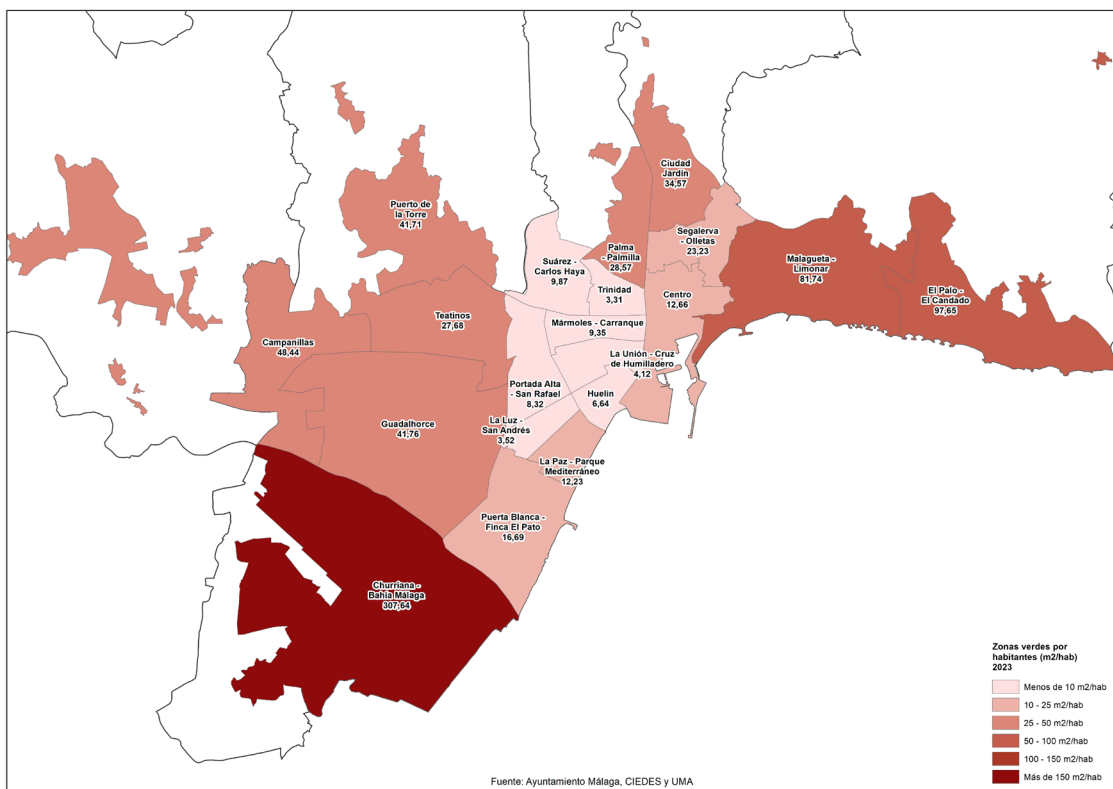 Ciudad
Jardín
34,57
Puerto de
la Torre
41,71
Segalerva
- Olletas
23,23
Palma
- Palmilla
28,57
Suárez -
Carlos Haya
9,87
Malagueta -
Limonar
81,74
El Palo -
El Candado
97,65
Trinidad
3,31
Centro
12,66
Teatinos
27,68
Mármoles - Carranque
9,35
Campanillas
48,44
La Unión - Cruz
de Humilladero
4,12
Portada Alta
- San Rafael
8,32
Huelin
6,64
Guadalhorce
41,76
La Luz -
San Andrés
3,52
La Paz - Parque
Mediterráneo
12,23
Puerta Blanca -
Finca El Pato
16,69
Churriana -
Bahía Málaga
307,64
Zonas verdes por
habitantes (m2/hab)
2023
Menos de 10 m2/hab
10 - 25 m2/hab
25 - 50 m2/hab
50 - 100 m2/hab
100 - 150 m2/hab
Más de 150 m2/hab
Fuente: Ayuntamiento Málaga, CIEDES y UMA